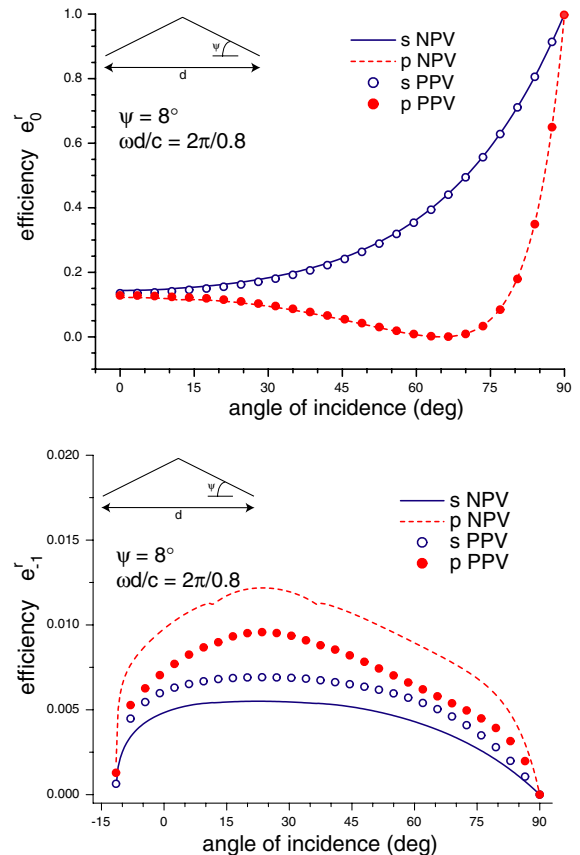 1.0
0.8
0.6
0.4
0.2
0.0
efficiency e₀ʳ
ψ
d
ψ = 8°
ωd/c = 2π/0.8
s NPV
p NPV
s PPV
p PPV
0 15 30 45 60 75 90
angle of incidence (deg)
0.020
0.015
0.010
0.005
0.000
efficiency e₋₁ʳ
ψ
d
ψ = 8°
ωd/c = 2π/0.8
s NPV
p NPV
s PPV
p PPV
-15 0 15 30 45 60 75 90
angle of incidence (deg)